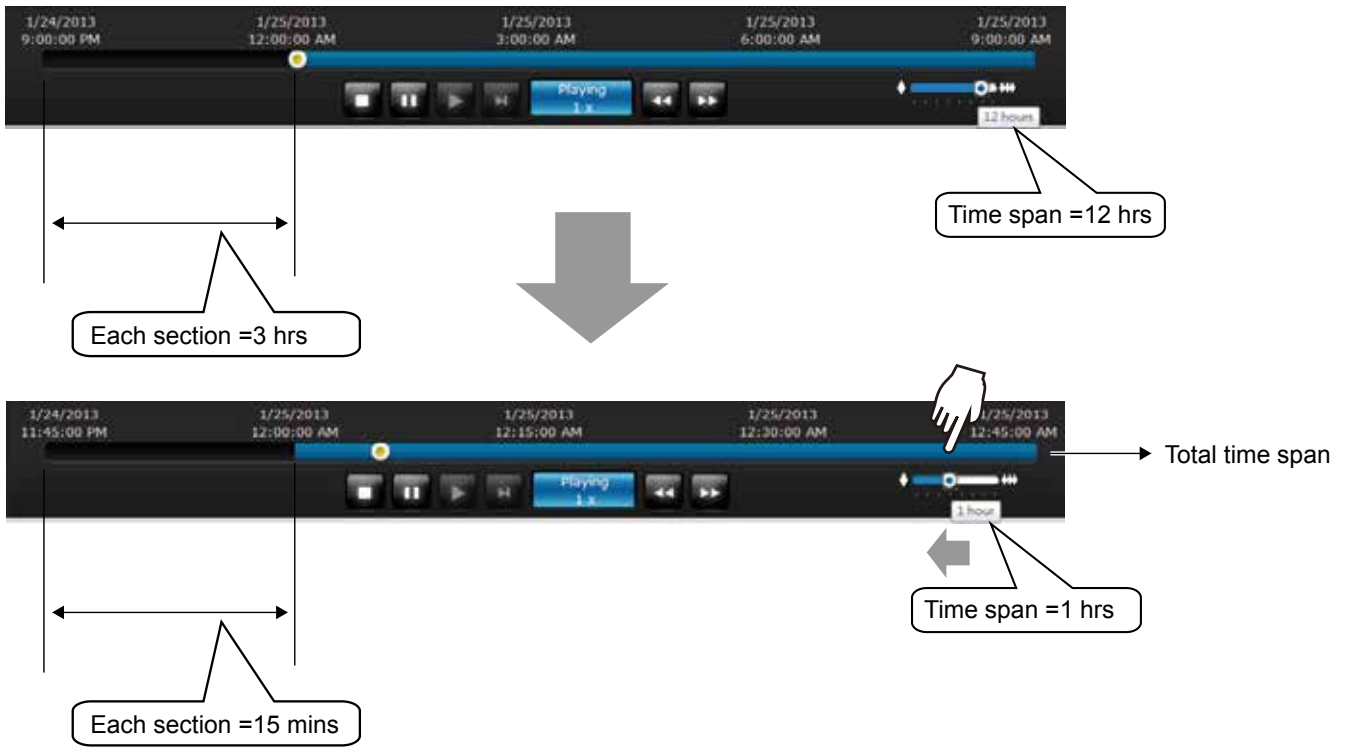 1/24/2013 1/25/2013 1/25/2013 1/25/2013 1/25/2013
9:00:00 PM 12:00:00 AM 3:00:00 AM 6:00:00 AM 9:00:00 AM
Playing
1 x
12 hours
Time span =12 hrs
Each section =3 hrs
1/24/2013 1/25/2013 1/25/2013 1/25/2013 1/25/2013
11:45:00 PM 12:00:00 AM 12:15:00 AM 12:30:00 AM 12:45:00 AM
Total time span
Playing
1 x
1 hour
Time span =1 hrs
Each section =15 mins